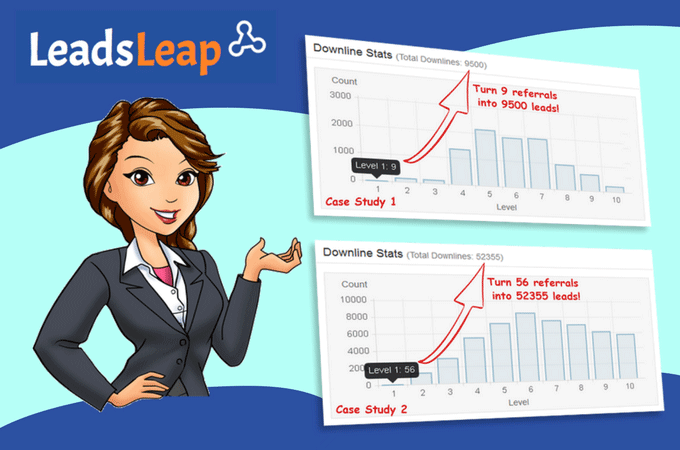 LeadsLeap
Downline Stats (Total Downlines: 9500)
Count
3000
2000
1000
0
Turn 9 referrals
into 9500 leads!
Level 1: 9
1 2 3 4 5 6 7 8 9 10
Level
Case Study 1
Downline Stats (Total Downlines: 52355)
Count
10000
8000
6000
4000
2000
0
Turn 56 referrals
into 52355 leads!
Level 1: 56
1 2 3 4 5 6 7 8 9 10
Level
Case Study 2